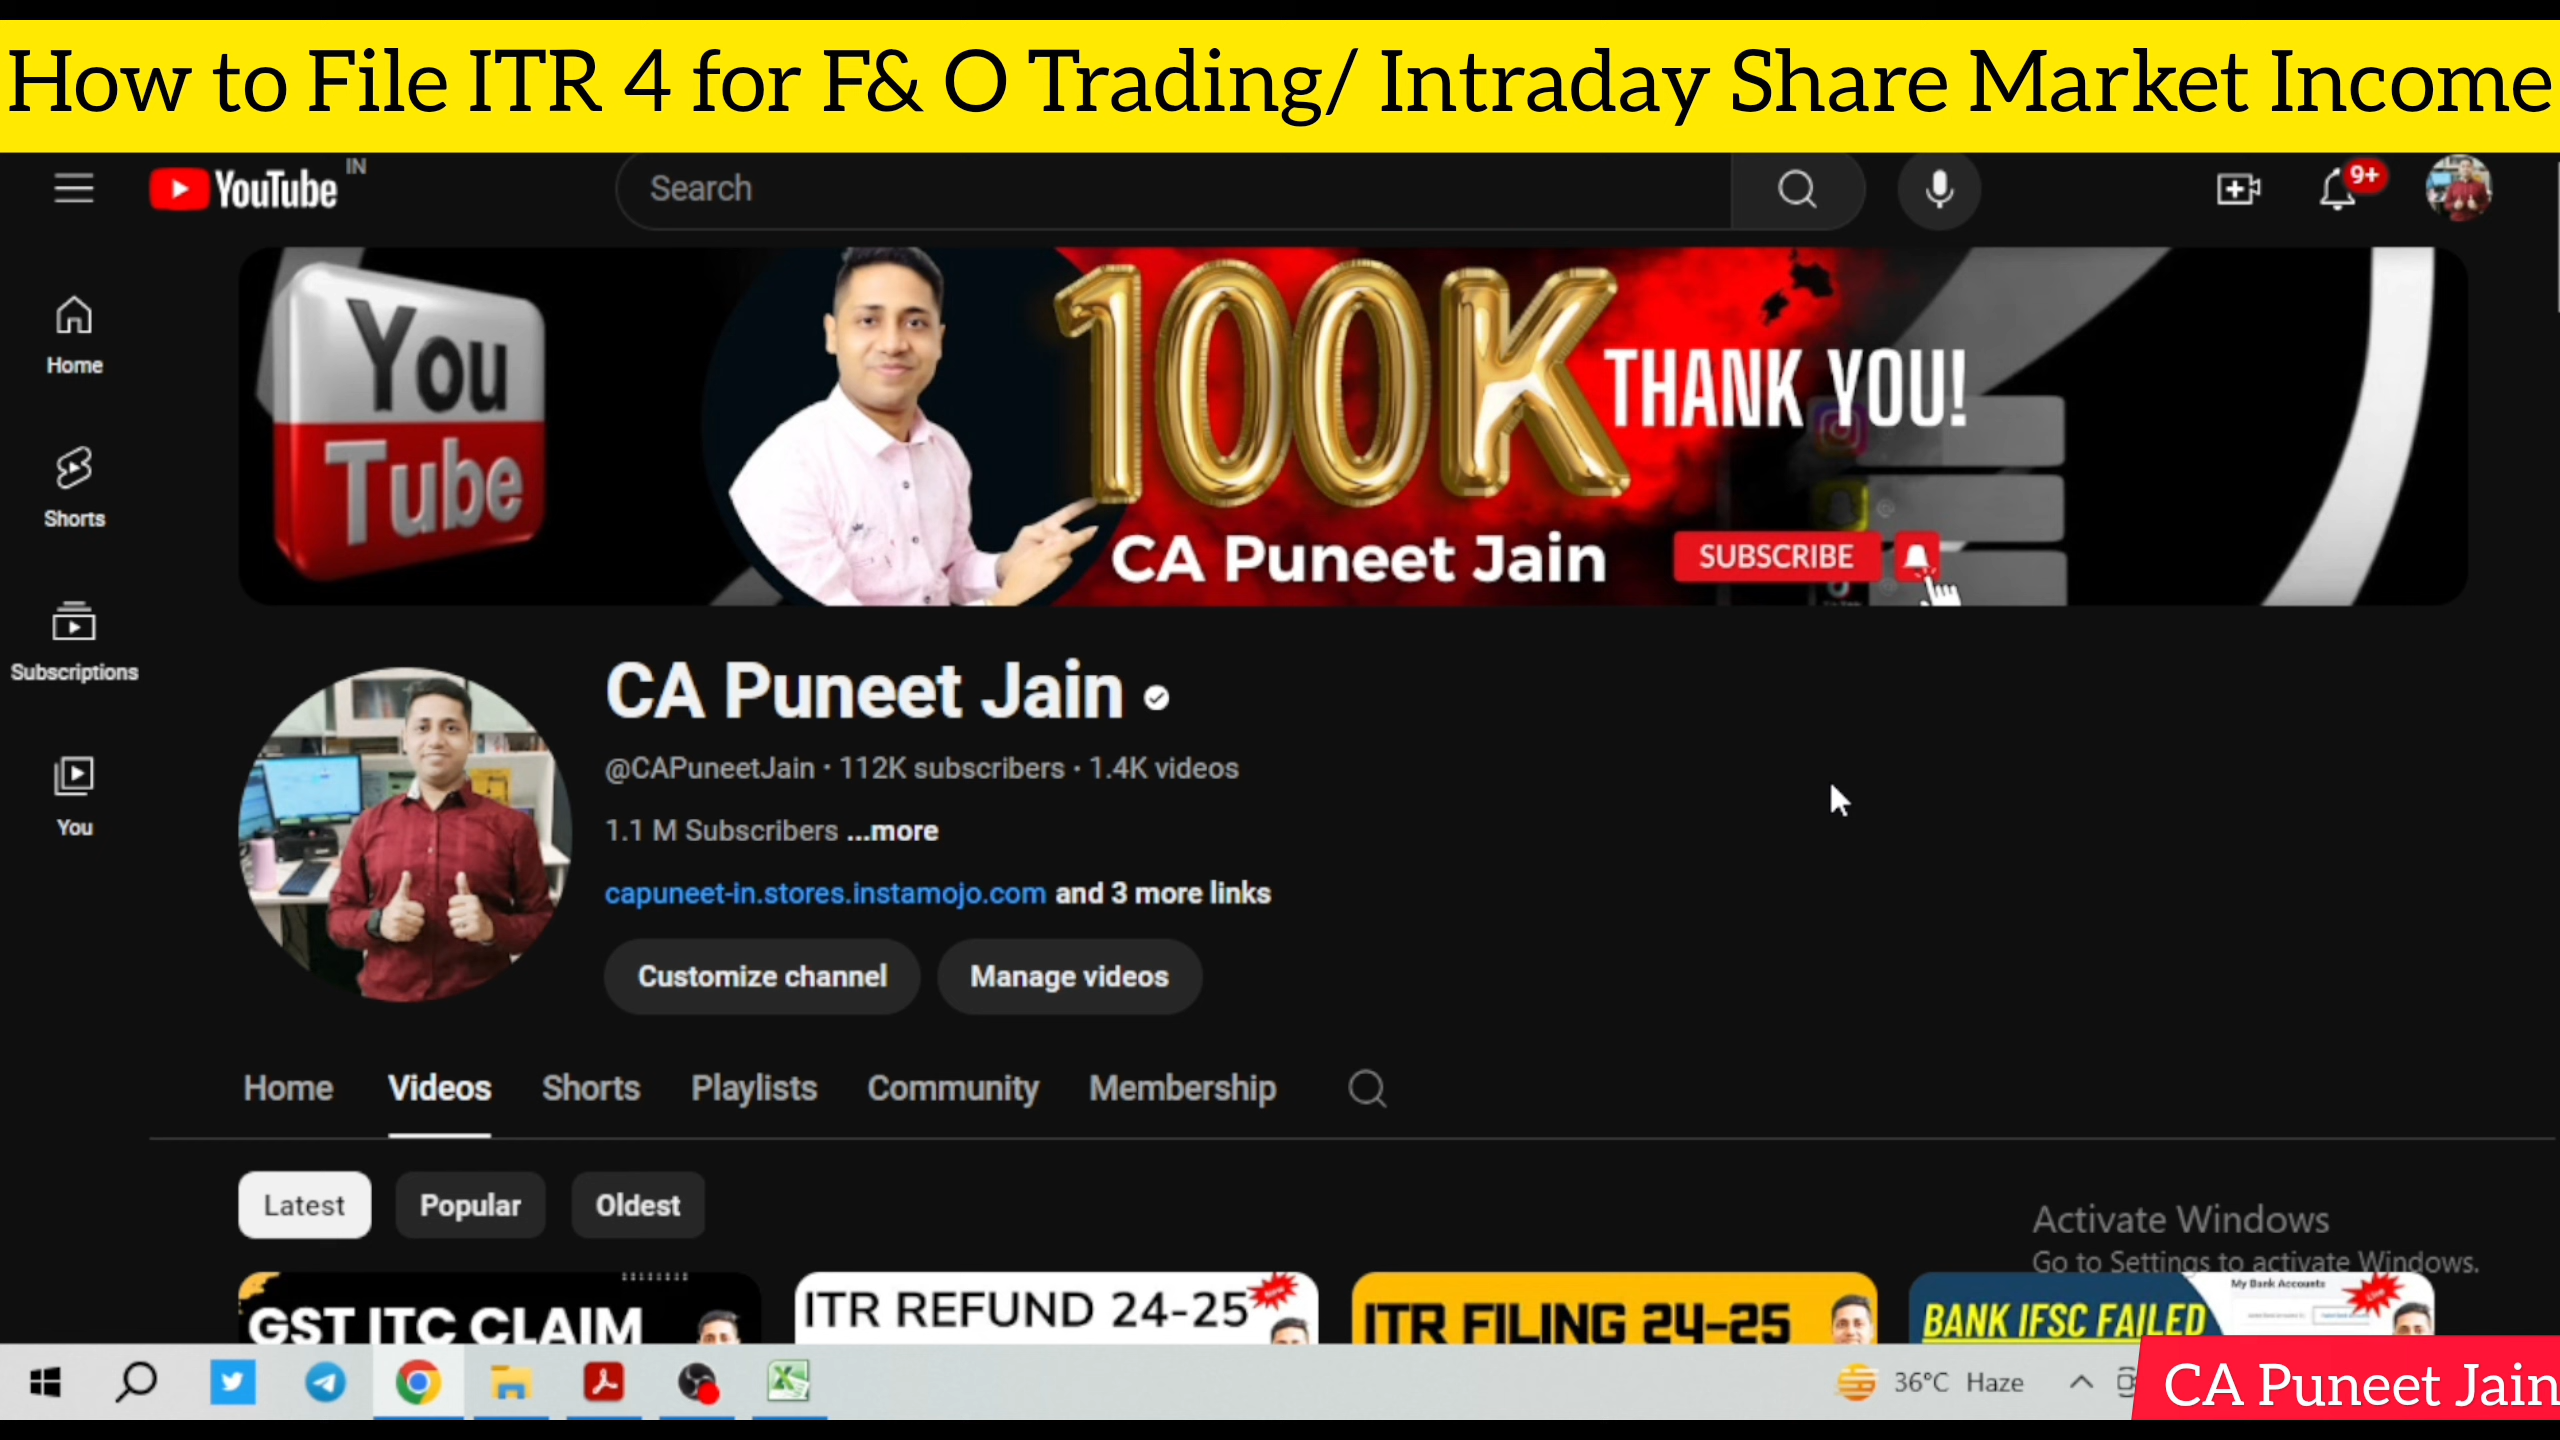 How to File ITR 4 for F& O Trading/ Intraday Share Market Income
YouTube IN
Search
9+
Home
Shorts
Subscriptions
You
You
Tube
100K
THANK YOU!
CA Puneet Jain
SUBSCRIBE
CA Puneet Jain
@CAPuneetJain • 112K subscribers • 1.4K videos
1.1 M Subscribers ...more
capuneet-in.stores.instamojo.com and 3 more links
Customize channel
Manage videos
Home Videos Shorts Playlists Community Membership
Latest Popular Oldest
Activate Windows
Go to Settings to activate Windows.
GST ITC CLAIM
ITR REFUND 24-25
ITR FILING 24-25
BANK IFSC FAILED
My Bank Accounts
Live
36°C Haze
CA Puneet Jain